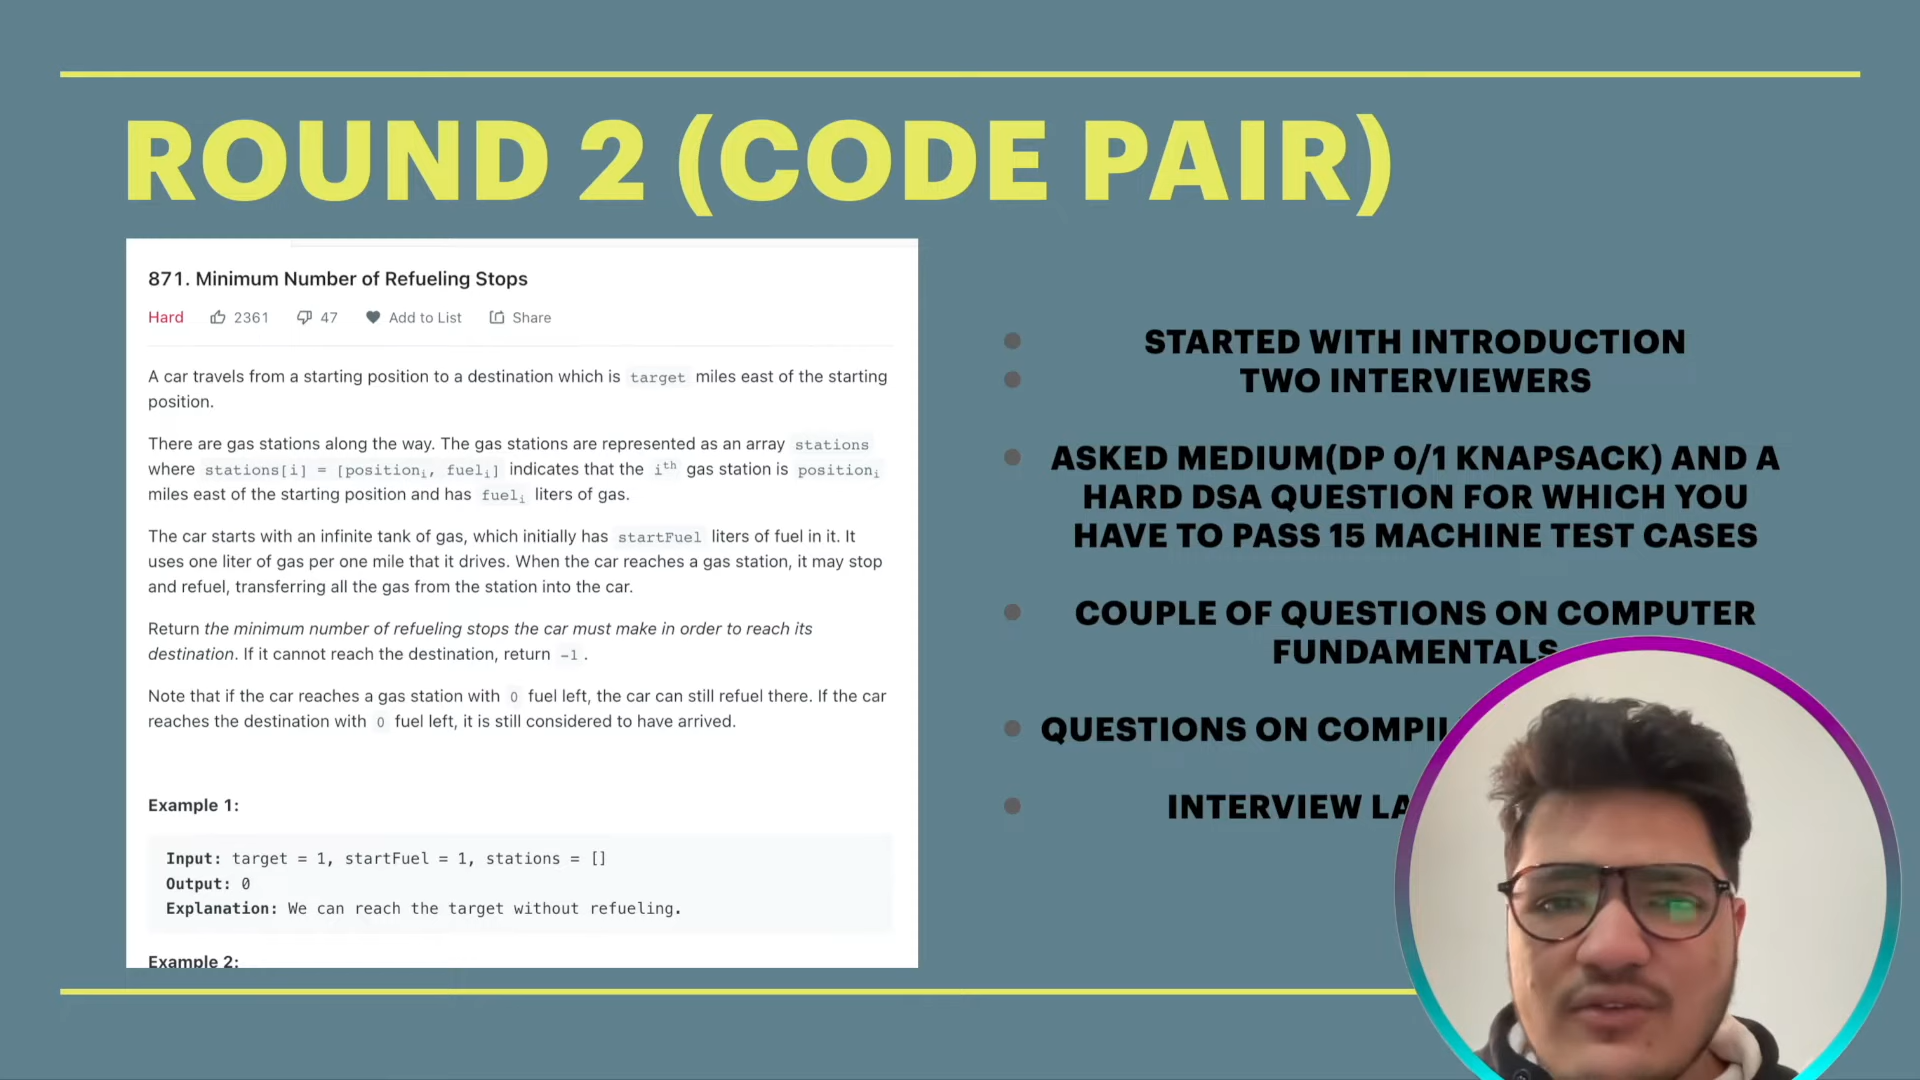 ROUND 2 (CODE PAIR)
871. Minimum Number of Refueling Stops
Hard 2361 47 Add to List Share
A car travels from a starting position to a destination which is target miles east of the starting
position.
There are gas stations along the way. The gas stations are represented as an array stations
where stations[i] = [positionᵢ, fuelᵢ] indicates that the iᵗʰ gas station is positionᵢ
miles east of the starting position and has fuelᵢ liters of gas.
The car starts with an infinite tank of gas, which initially has startFuel liters of fuel in it. It
uses one liter of gas per one mile that it drives. When the car reaches a gas station, it may stop
and refuel, transferring all the gas from the station into the car.
Return the minimum number of refueling stops the car must make in order to reach its
destination. If it cannot reach the destination, return -1 .
Note that if the car reaches a gas station with 0 fuel left, the car can still refuel there. If the car
reaches the destination with 0 fuel left, it is still considered to have arrived.
Example 1:
Input: target = 1, startFuel = 1, stations = []
Output: 0
Explanation: We can reach the target without refueling.
Example 2:
STARTED WITH INTRODUCTION
TWO INTERVIEWERS
ASKED MEDIUM(DP 0/1 KNAPSACK) AND A
HARD DSA QUESTION FOR WHICH YOU
HAVE TO PASS 15 MACHINE TEST CASES
COUPLE OF QUESTIONS ON COMPUTER
FUNDAMENTALS
QUESTIONS ON
INTERVIEW